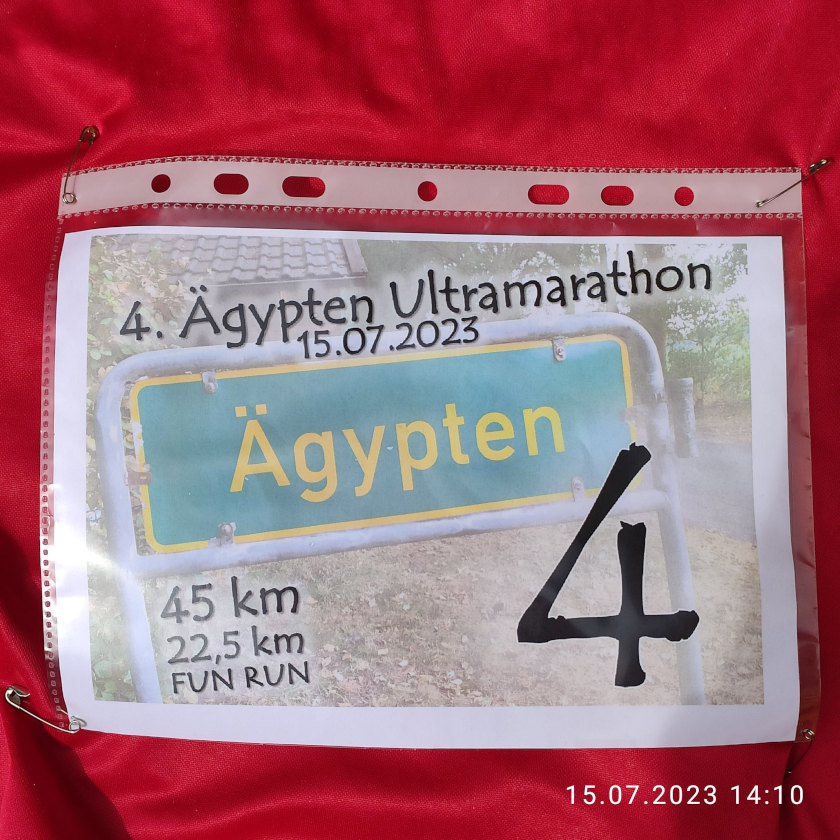 4. Ägypten Ultramarathon
15.07.2023
Ägypten
45 km
22,5 km
FUN RUN
4
15.07.2023 14:10